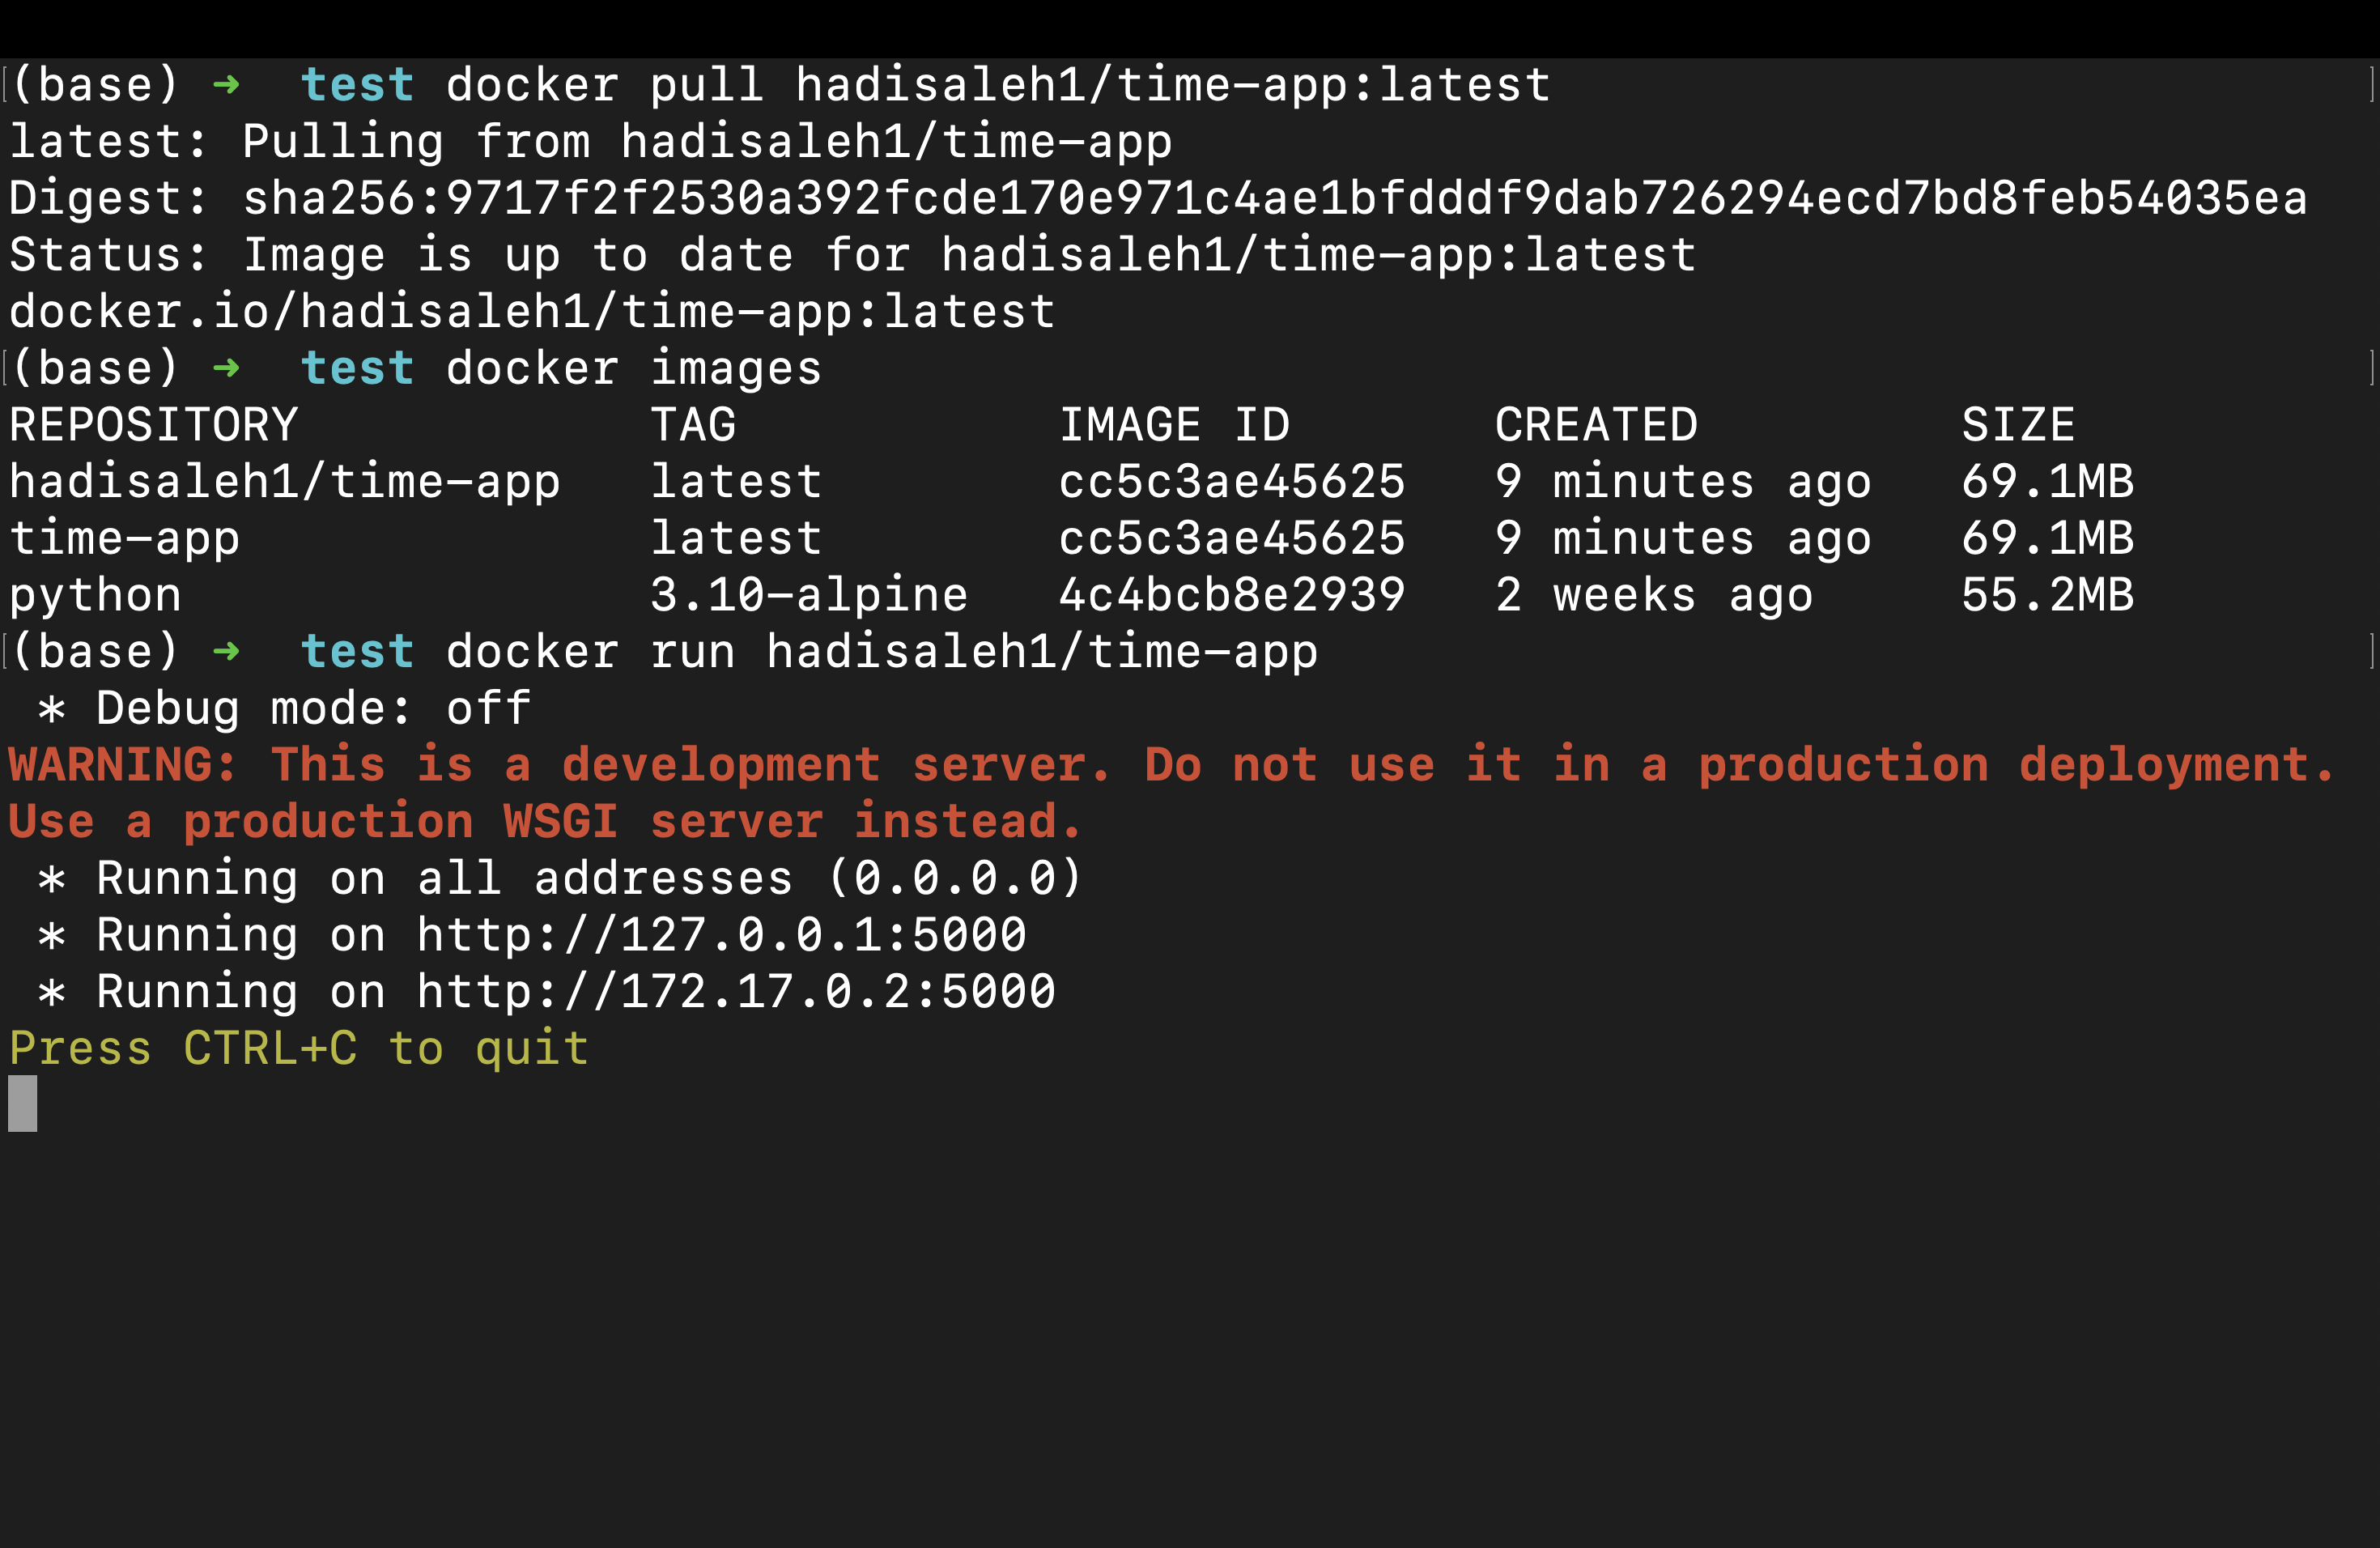 (base) ➜  test docker pull hadisaleh1/time-app:latest
latest: Pulling from hadisaleh1/time-app
Digest: sha256:9717f2f2530a392fcde170e971c4ae1bfdddf9dab726294ecd7bd8feb54035ea
Status: Image is up to date for hadisaleh1/time-app:latest
docker.io/hadisaleh1/time-app:latest
(base) ➜  test docker images
REPOSITORY            TAG           IMAGE ID       CREATED         SIZE
hadisaleh1/time-app   latest        cc5c3ae45625   9 minutes ago   69.1MB
time-app              latest        cc5c3ae45625   9 minutes ago   69.1MB
python                3.10-alpine   4c4bcb8e2939   2 weeks ago     55.2MB
(base) ➜  test docker run hadisaleh1/time-app
 * Debug mode: off
WARNING: This is a development server. Do not use it in a production deployment.
Use a production WSGI server instead.
 * Running on all addresses (0.0.0.0)
 * Running on http://127.0.0.1:5000
 * Running on http://172.17.0.2:5000
Press CTRL+C to quit